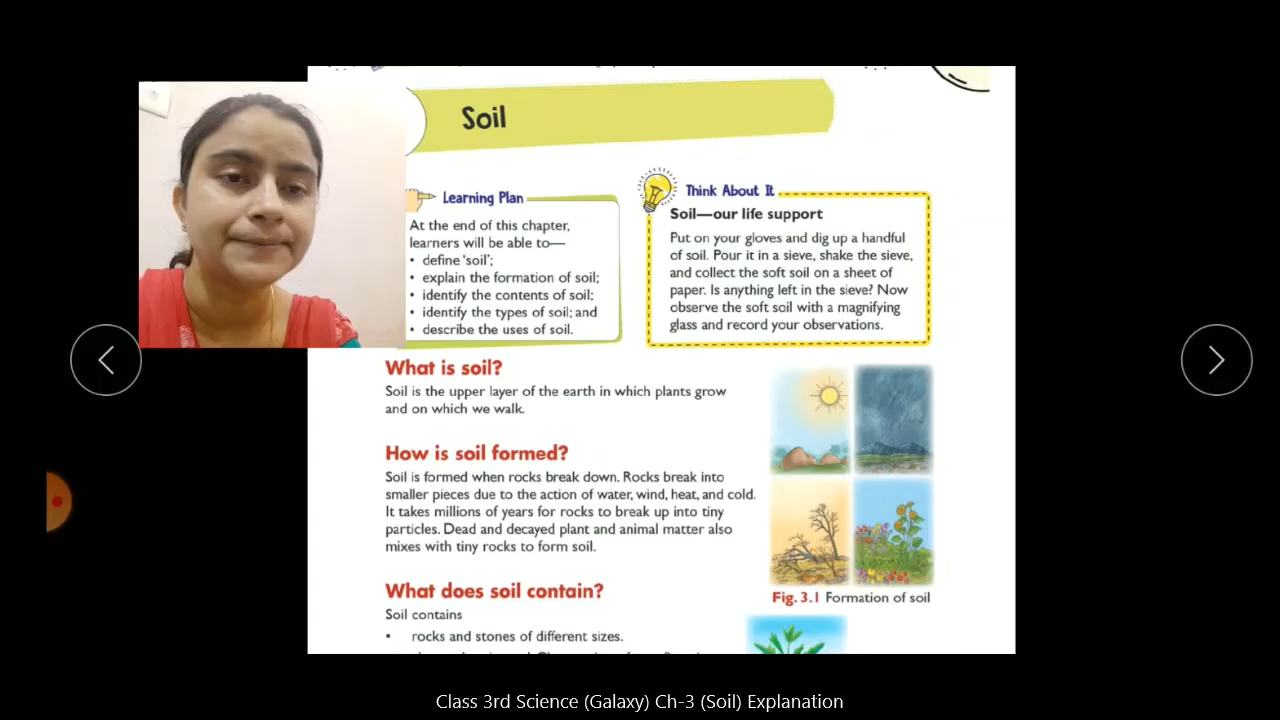 Soil
Learning Plan
At the end of this chapter,
learners will be able to—
• define ‘soil’;
• explain the formation of soil;
• identify the contents of soil;
• identify the types of soil; and
• describe the uses of soil.
Think About It
Soil—our life support
Put on your gloves and dig up a handful
of soil. Pour it in a sieve, shake the sieve,
and collect the soft soil on a sheet of
paper. Is anything left in the sieve? Now
observe the soft soil with a magnifying
glass and record your observations.
What is soil?
Soil is the upper layer of the earth in which plants grow
and on which we walk.
How is soil formed?
Soil is formed when rocks break down. Rocks break into
smaller pieces due to the action of water, wind, heat, and cold.
It takes millions of years for rocks to break up into tiny
particles. Dead and decayed plant and animal matter also
mixes with tiny rocks to form soil.
Fig. 3.1 Formation of soil
What does soil contain?
Soil contains
• rocks and stones of different sizes.
Class 3rd Science (Galaxy) Ch-3 (Soil) Explanation